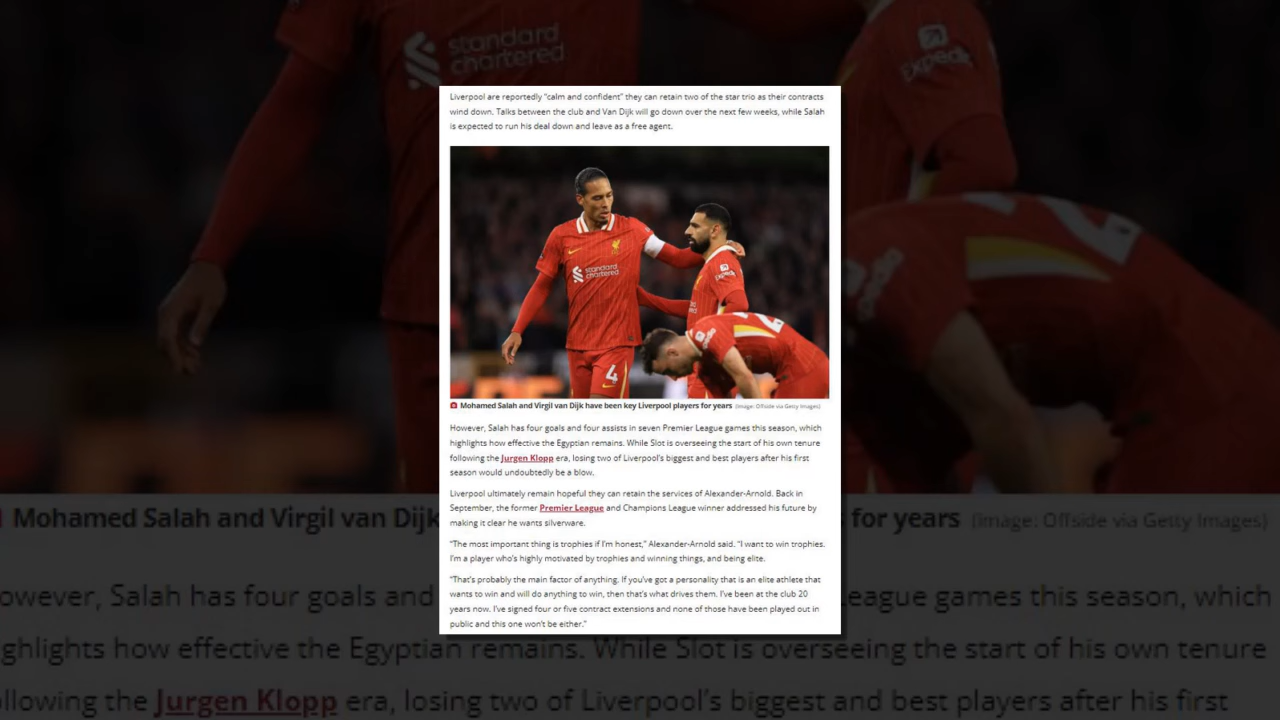 standard
chartered
Expedia
Liverpool are reportedly "calm and confident" they can retain two of the star trio as their contracts
wind down. Talks between the club and Van Dijk will go down over the next few weeks, while Salah
is expected to run his deal down and leave as a free agent.
standard
chartered
4
Mohamed Salah and Virgil van Dijk have been key Liverpool players for years (Image: Offside via Getty Images)
However, Salah has four goals and four assists in seven Premier League games this season, which
highlights how effective the Egyptian remains. While Slot is overseeing the start of his own tenure
following the Jurgen Klopp era, losing two of Liverpool's biggest and best players after his first
season would undoubtedly be a blow.
Liverpool ultimately remain hopeful they can retain the services of Alexander-Arnold. Back in
September, the former Premier League and Champions League winner addressed his future by
making it clear he wants silverware.
"The most important thing is trophies if I'm honest," Alexander-Arnold said. "I want to win trophies.
I'm a player who's highly motivated by trophies and winning things, and being elite.
"That's probably the main factor of anything. If you've got a personality that is an elite athlete that
wants to win and will do anything to win, then that's what drives them. I've been at the club 20
years now. I've signed four or five contract extensions and none of those have been played out in
public and this one won't be either."
Mohamed Salah and Virgil van Dijk
for years (Image: Offside via Getty Images)
owever, Salah has four goals and
eague games this season, which
ghlights how effective the Egyptian remains. While Slot is overseeing the start of his own tenure
ollowing the Jurgen Klopp era, losing two of Liverpool's biggest and best players after his first